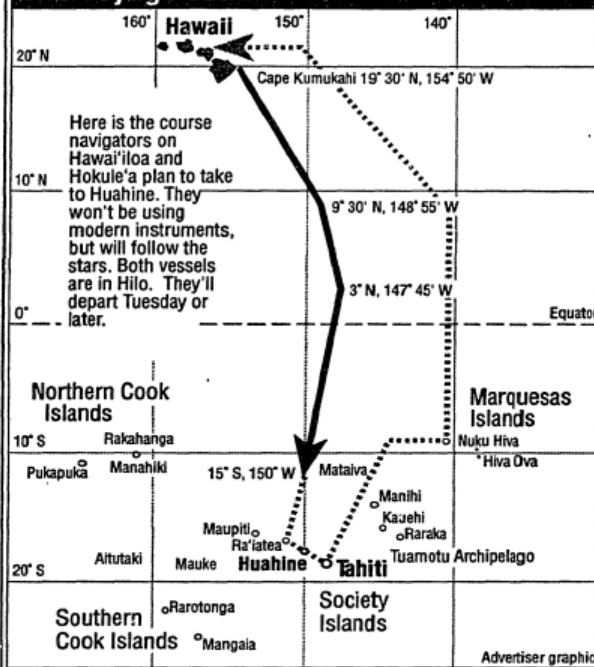 160°
150°
140°
Hawaii
20° N
Cape Kumukahi 19° 30' N, 154° 50' W
Here is the course
navigators on
Hawai'iloa and
Hokule'a plan to take
to Huahine. They
won't be using
modern instruments,
but will follow the
stars. Both vessels
are in Hilo. They'll
depart Tuesday or
later.
10° N
9° 30' N, 148° 55' W
3° N, 147° 45' W
0°
Equator
Northern Cook
Islands
Marquesas
Islands
Rakahanga
Nuku Hiva
10° S
Pukapuka
Manahiki
15° S, 150° W
Mataiva
Hiva Ova
Manihi
Kauehi
Maupiti
Raraka
Ra'iatea
Tuamotu Archipelago
Aitutaki
Mauke
Huahine
Tahiti
20° S
Society
Islands
Rarotonga
Southern
Cook Islands
Mangaia
Advertiser graphic